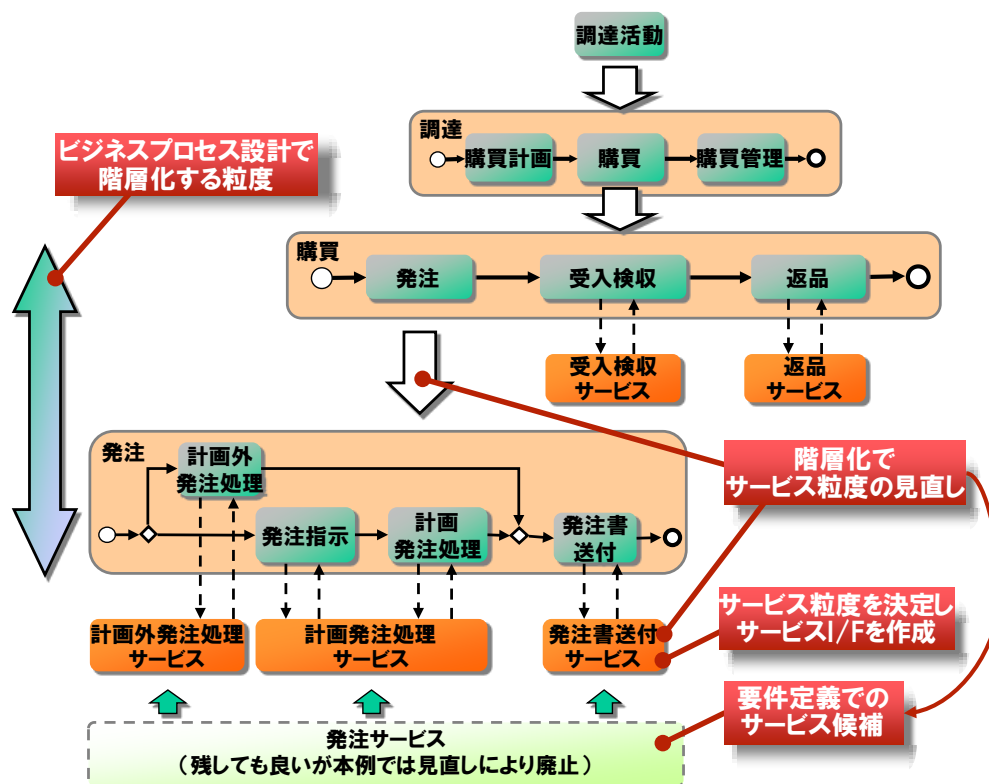 調達活動
調達
購買計画
購買
購買管理
ビジネスプロセス設計で
階層化する粒度
購買
発注
受入検収
返品
受入検収
サービス
返品
サービス
階層化で
サービス粒度の見直し
発注
計画外
発注処理
発注指示
計画
発注処理
発注書
送付
計画外発注処理
サービス
計画発注処理
サービス
発注書送付
サービス
サービス粒度を決定し
サービスI/Fを作成
要件定義での
サービス候補
発注サービス
（残しても良いが本例では見直しにより廃止）